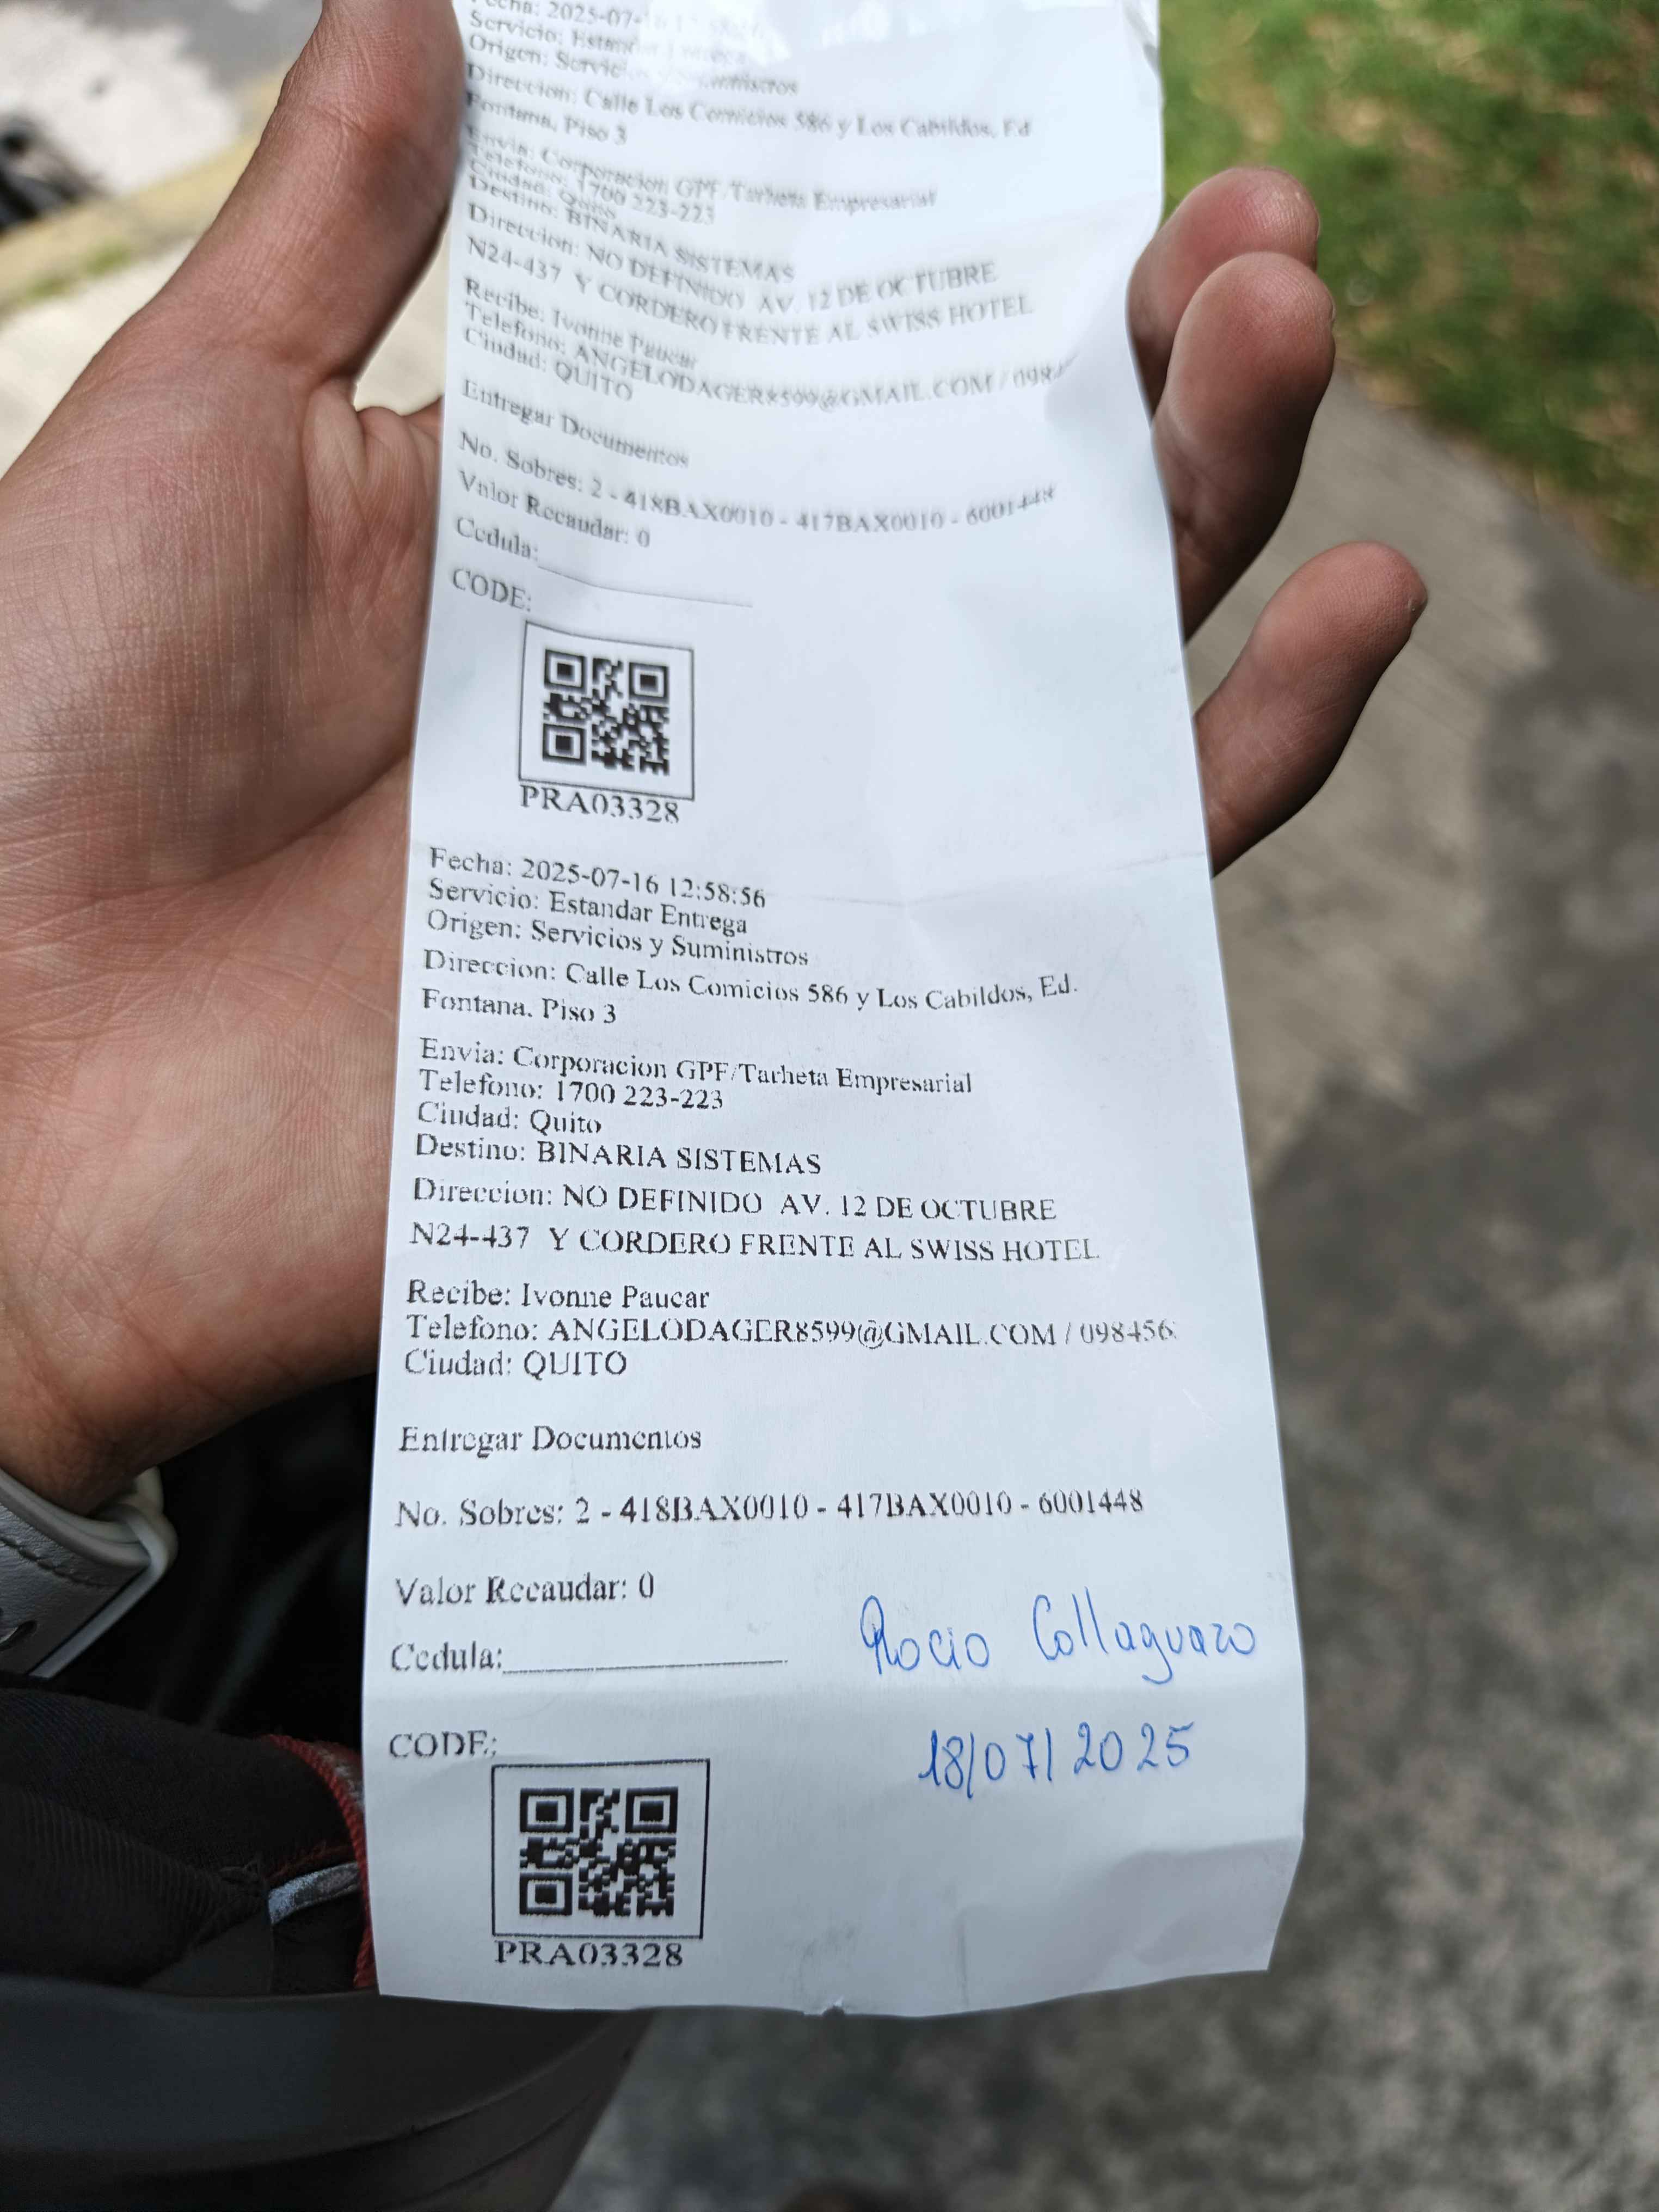 Fecha: 2025-07-16
Servicio: Estandar Entrega
Origen: Servicios y Suministros
Direccion: Calle Los Comicios 586 y Los Cabildos, Ed
Fontana, Piso 3
Envia: Corporacion GPF/Tarheta Empresarial
Telefono: 1700 223-223
Ciudad: Quito
Destino: BINARIA SISTEMAS
Direccion: NO DEFINIDO AV. 12 DE OCTUBRE
N24-437 Y CORDERO FRENTE AL SWISS HOTEL
Recibe: Ivonne Paucar
Telefono: ANGELODAGER8599@GMAIL.COM / 098
Ciudad: QUITO
Entregar Documentos
No. Sobres: 2 - 418BAX0010 - 417BAX0010 - 6001448
Valor Recaudar: 0
Cedula:
CODE:
PRA03328
Fecha: 2025-07-16 12:58:56
Servicio: Estandar Entrega
Origen: Servicios y Suministros
Direccion: Calle Los Comicios 586 y Los Cabildos, Ed.
Fontana. Piso 3
Envia: Corporacion GPF/Tarheta Empresarial
Telefono: 1700 223-223
Ciudad: Quito
Destino: BINARIA SISTEMAS
Direccion: NO DEFINIDO AV. 12 DE OCTUBRE
N24-437 Y CORDERO FRENTE AL SWISS HOTEL
Recibe: Ivonne Paucar
Telefono: ANGELODAGER8599@GMAIL.COM / 098456
Ciudad: QUITO
Entregar Documentos
No. Sobres: 2 - 418BAX0010 - 417BAX0010 - 6001448
Valor Recaudar: 0
Cedula:
Rocio Collaguazo
CODE:
18/07/2025
PRA03328